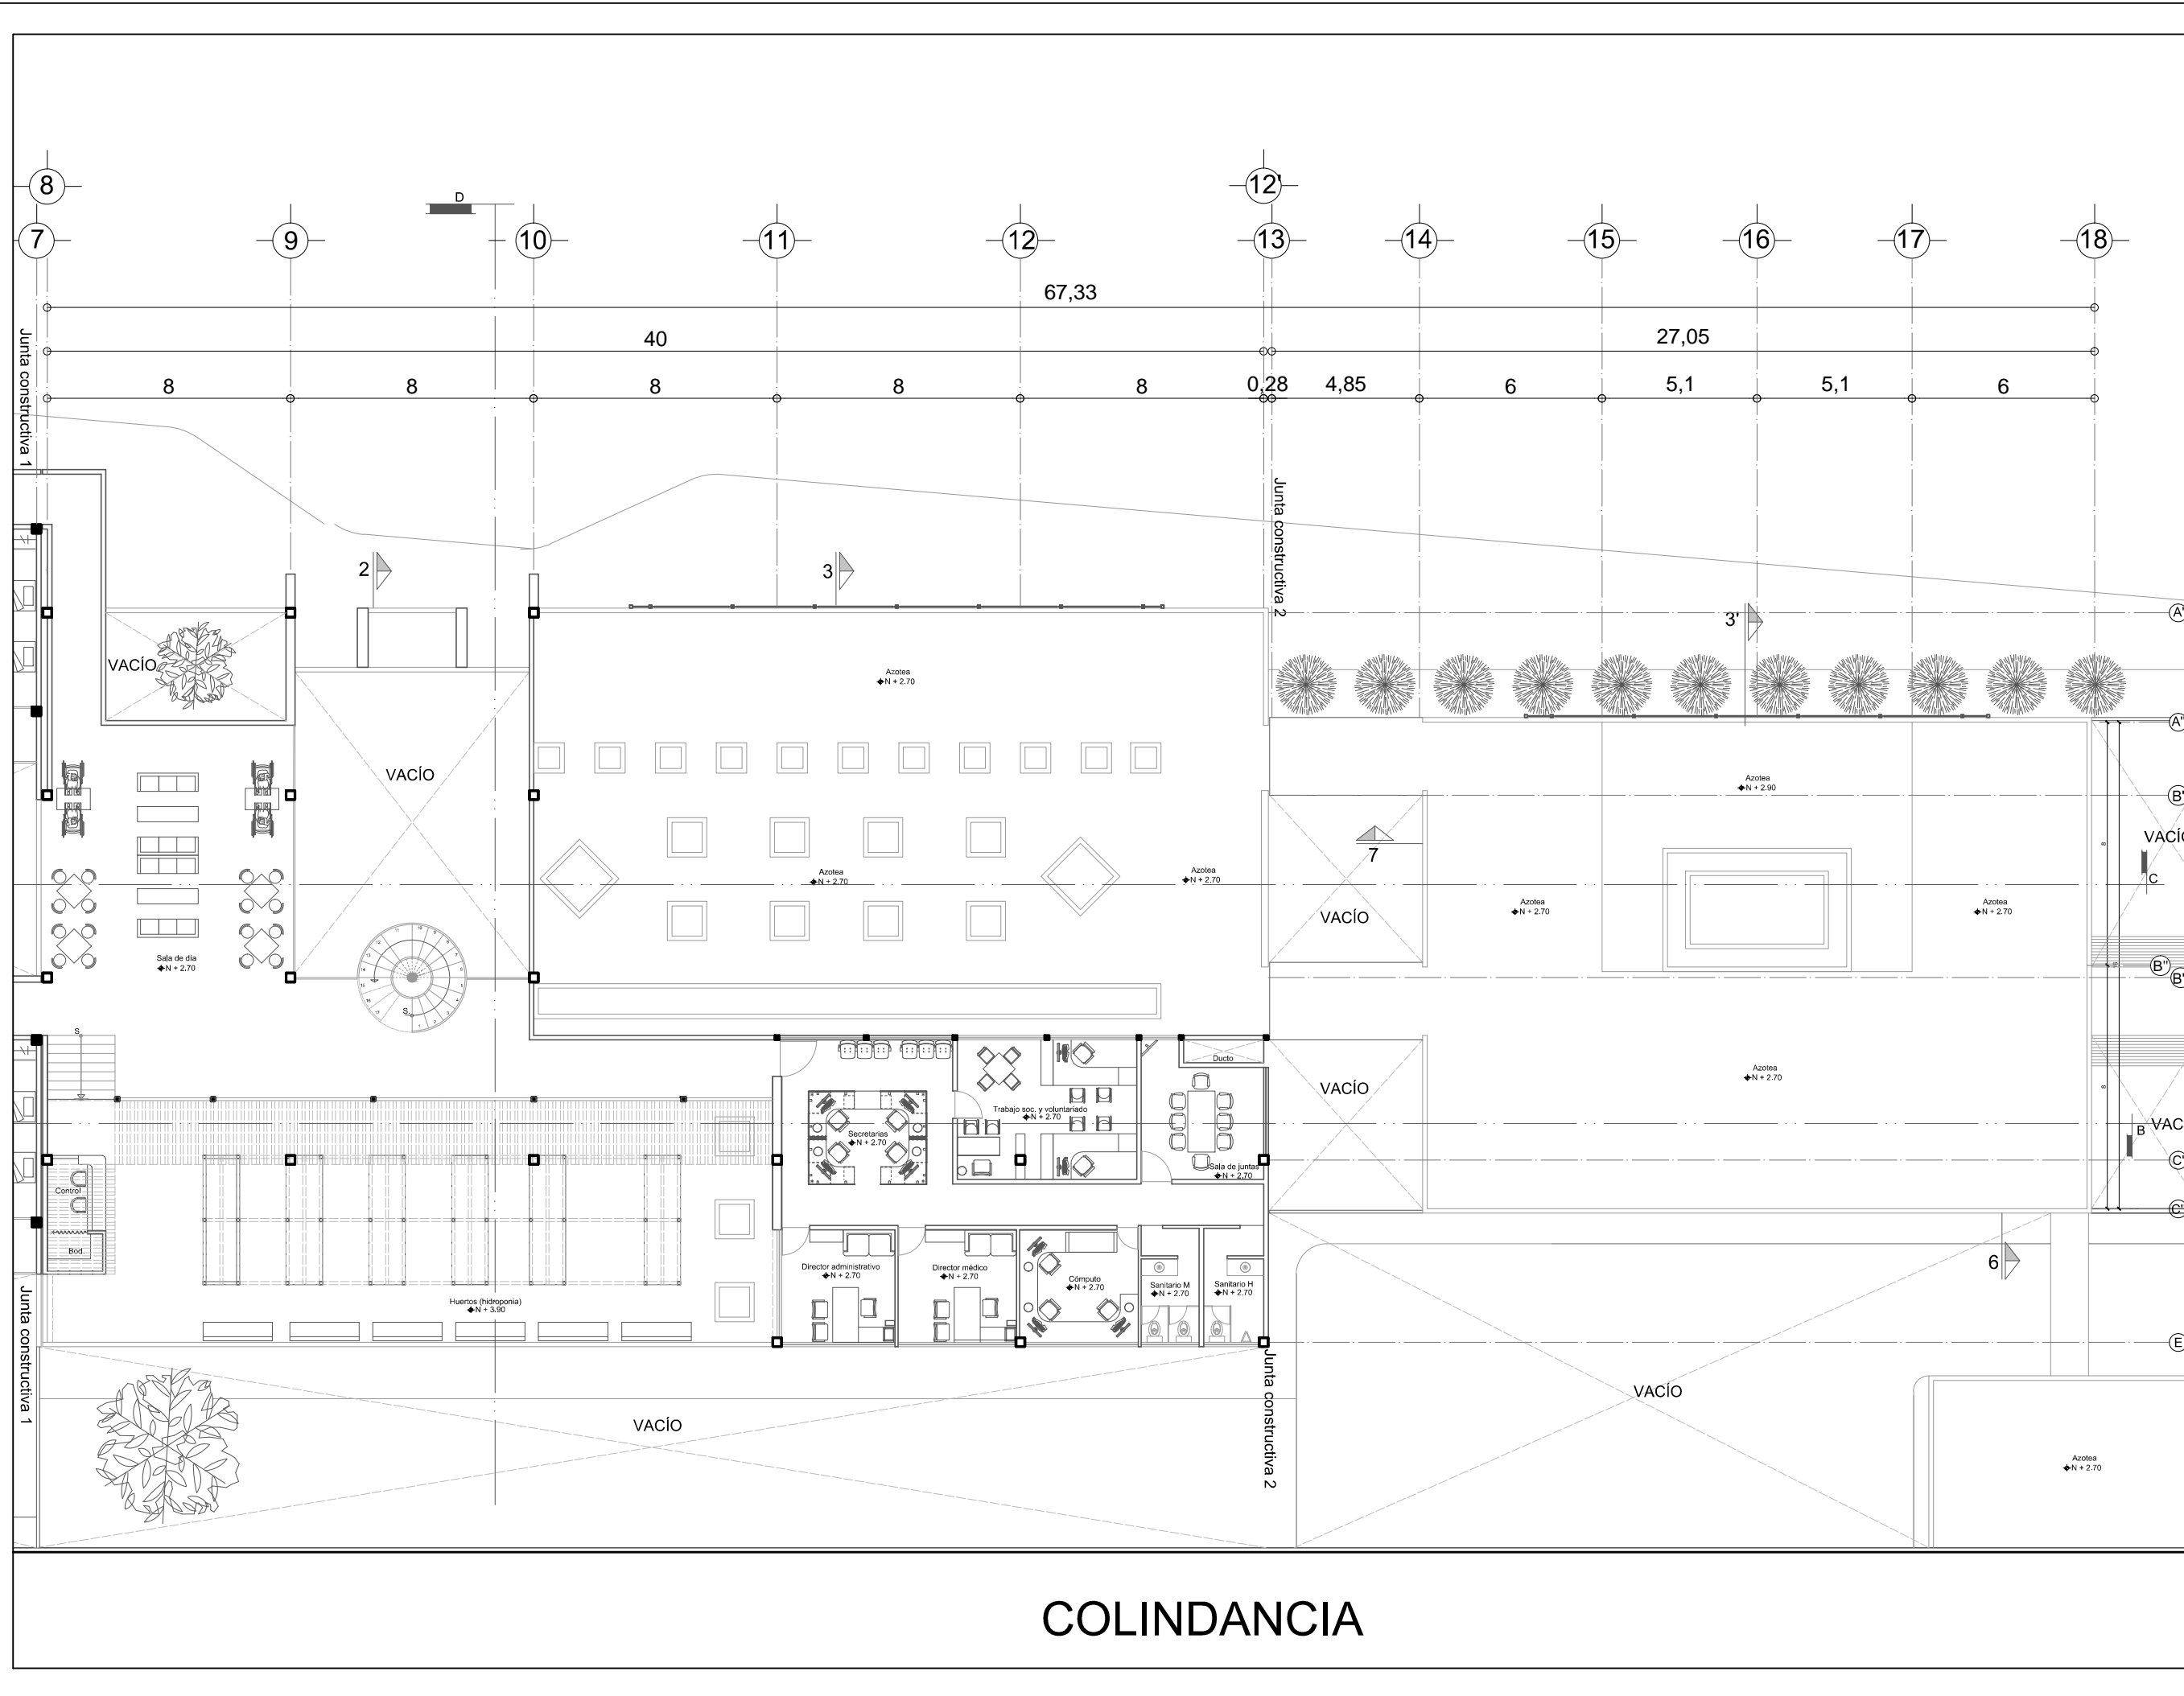 8
12'
D
7
9
10
11
12
13
14
15
16
17
18
67,33
40
27,05
8
8
8
8
8
0,28
4,85
6
5,1
5,1
6
Junta constructiva 1
Junta constructiva 2
2
3
3'
A'
VACÍO
Azotea
N + 2.70
A"
VACÍO
Azotea
N + 2.90
B'
VACÍO
7
8
C
Azotea
N + 2.70
Azotea
N + 2.70
VACÍO
Azotea
N + 2.70
Azotea
N + 2.70
Sala de día
N + 2.70
B"
S
S
Ducto
VACÍO
Azotea
N + 2.70
8
Trabajo soc. y voluntariado
N + 2.70
Secretarias
N + 2.70
B
VAC
Sala de juntas
N + 2.70
C'
Control
Bod.
C"
6
Director administrativo
N + 2.70
Director médico
N + 2.70
Cómputo
N + 2.70
Sanitario M
N + 2.70
Sanitario H
N + 2.70
Huertos (hidroponia)
N + 3.90
E
Junta constructiva 1
Junta constructiva 2
VACÍO
VACÍO
Azotea
N + 2.70
COLINDANCIA